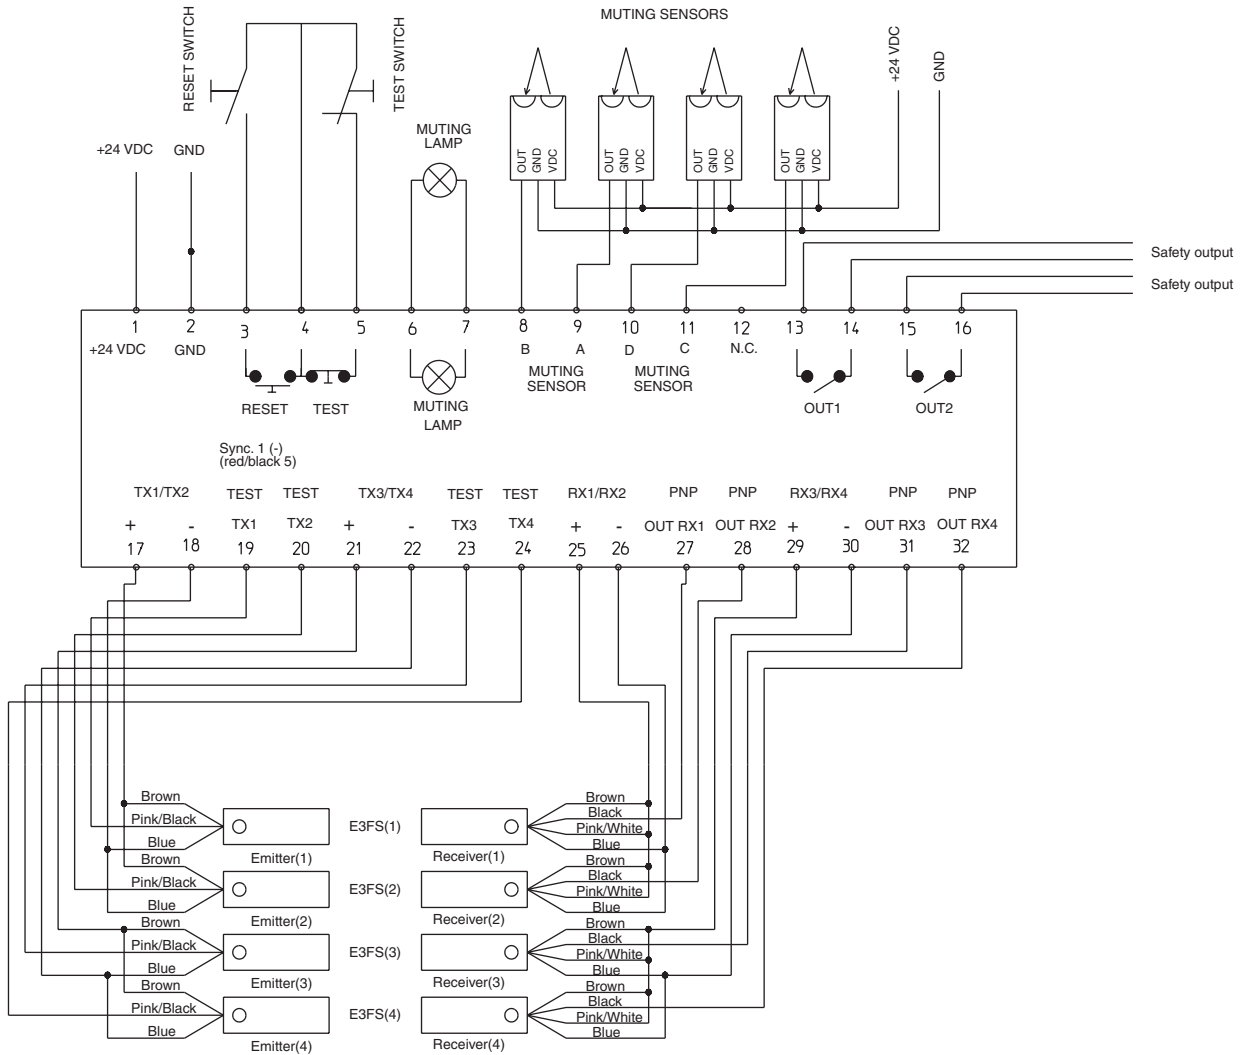 MUTING SENSORS
RESET SWITCH
TEST SWITCH
+24 VDC
GND
MUTING
LAMP
+24 VDC GND
OUT GND VDC OUT GND VDC OUT GND VDC OUT GND VDC
Safety output
Safety output
1 2 3 4 5 6 7 8 9 10 11 12 13 14 15 16
+24 VDC GND B A D C N.C.
MUTING
SENSOR
MUTING
SENSOR
RESET TEST
MUTING
LAMP
OUT1 OUT2
Sync. 1 (-)
(red/black 5)
TX1/TX2 TEST TEST TX3/TX4 TEST TEST RX1/RX2 PNP PNP RX3/RX4 PNP PNP
+ - TX1 TX2 + - TX3 TX4 + - OUT RX1 OUT RX2 + - OUT RX3 OUT RX4
17 18 19 20 21 22 23 24 25 26 27 28 29 30 31 32
Brown
Pink/Black
Blue
Emitter(1)
E3FS(1)
Brown
Black
Pink/White
Blue
Receiver(1)
Brown
Pink/Black
Blue
Emitter(2)
E3FS(2)
Brown
Black
Pink/White
Blue
Receiver(2)
Brown
Pink/Black
Blue
Emitter(3)
E3FS(3)
Brown
Black
Pink/White
Blue
Receiver(3)
Brown
Pink/Black
Blue
Emitter(4)
E3FS(4)
Brown
Black
Pink/White
Blue
Receiver(4)